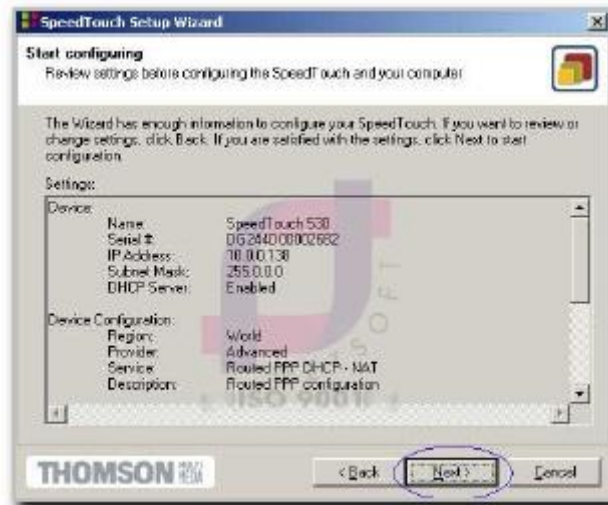 SpeedTouch Setup Wizard
Start configuring
Review settings before configuring the SpeedTouch and your computer
The Wizard has enough information to configure your SpeedTouch. If you want to review or
change settings, click Back. If you are satisfied with the settings, click Next to start
configuration.
Settings:
Device:
Name: SpeedTouch 530
Serial #:
IP Address: 10.0.0.138
Subnet Mask: 255.0.0.0
DHCP Server: Enabled
Device Configuration:
Region: World
Provider: Advanced
Service: Routed PPP DHCP - NAT
Description: Routed PPP configuration
SOFT
ISO 9001
THOMSON
< Back
Next >
Cancel